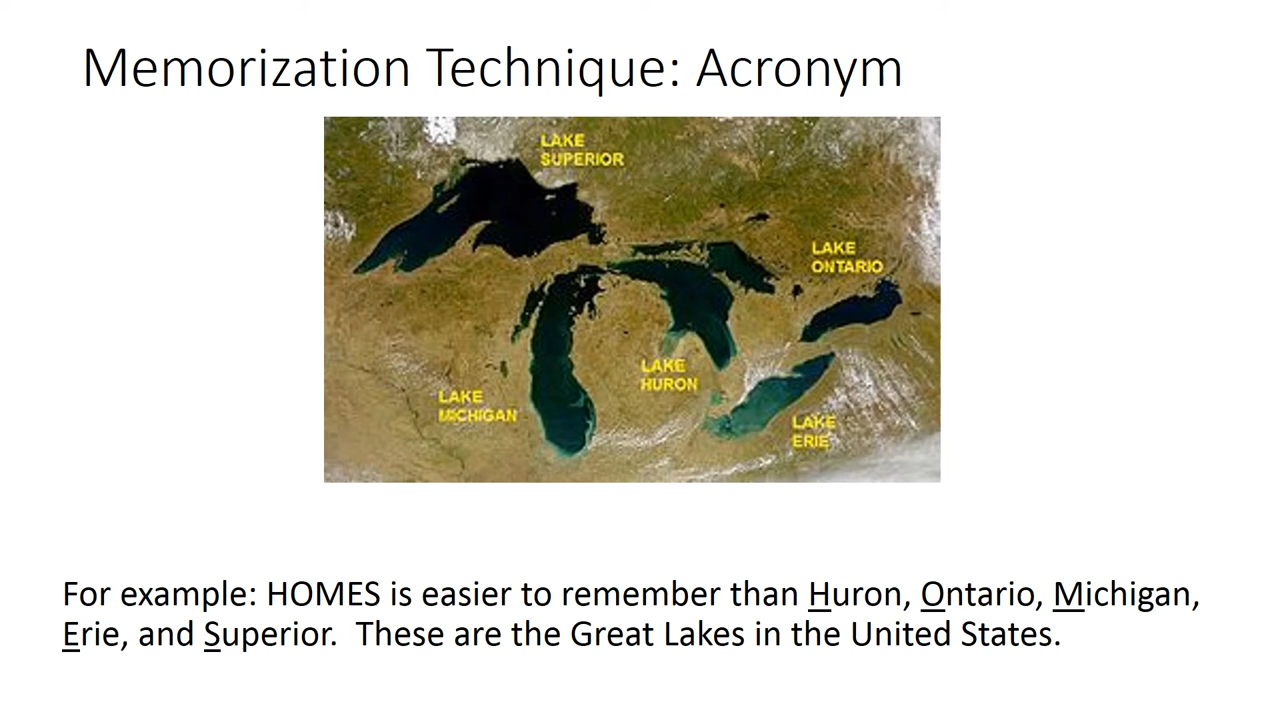 Memorization Technique: Acronym
LAKE
SUPERIOR
LAKE
ONTARIO
LAKE
HURON
LAKE
MICHIGAN
LAKE
ERIE
For example: HOMES is easier to remember than Huron, Ontario, Michigan,
Erie, and Superior.  These are the Great Lakes in the United States.